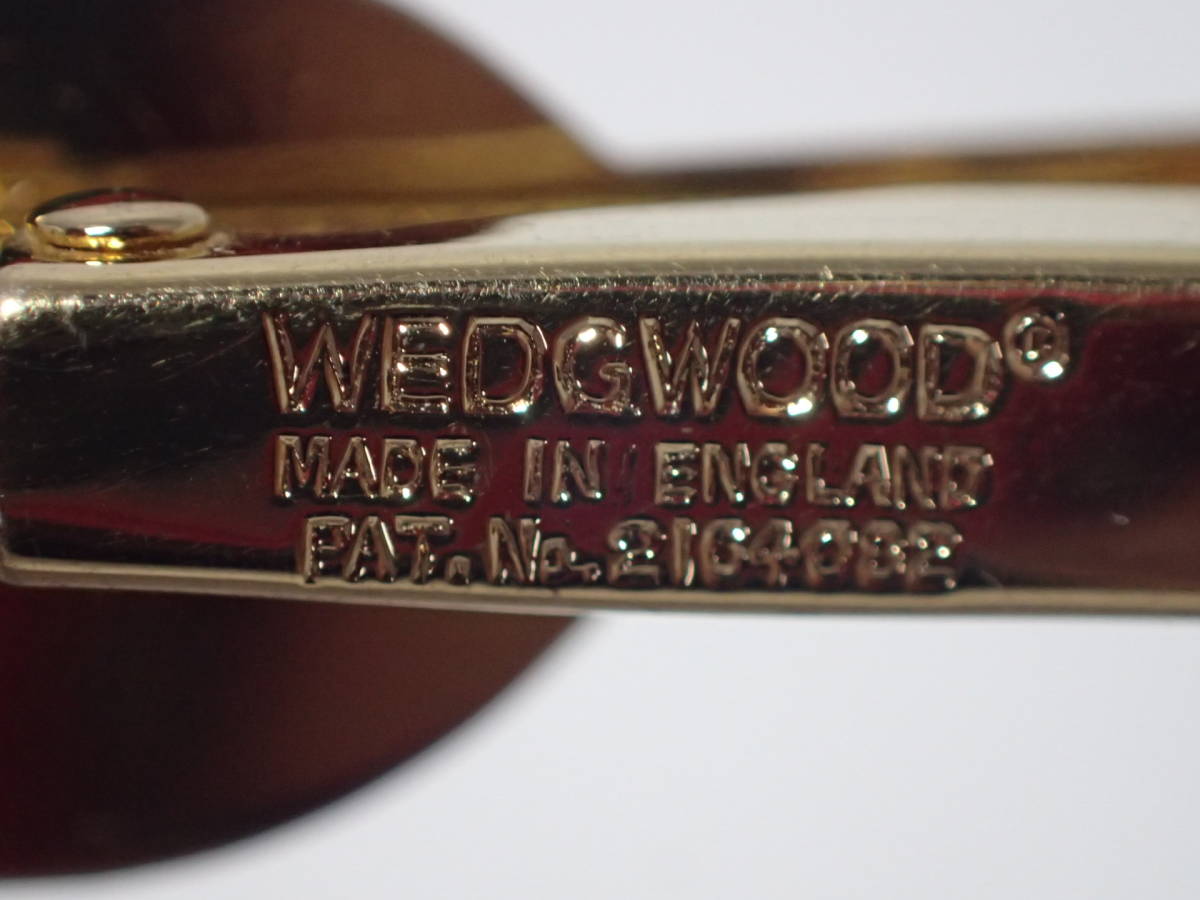 WEDGWOOD®
MADE IN ENGLAND
PAT. No. 2164082